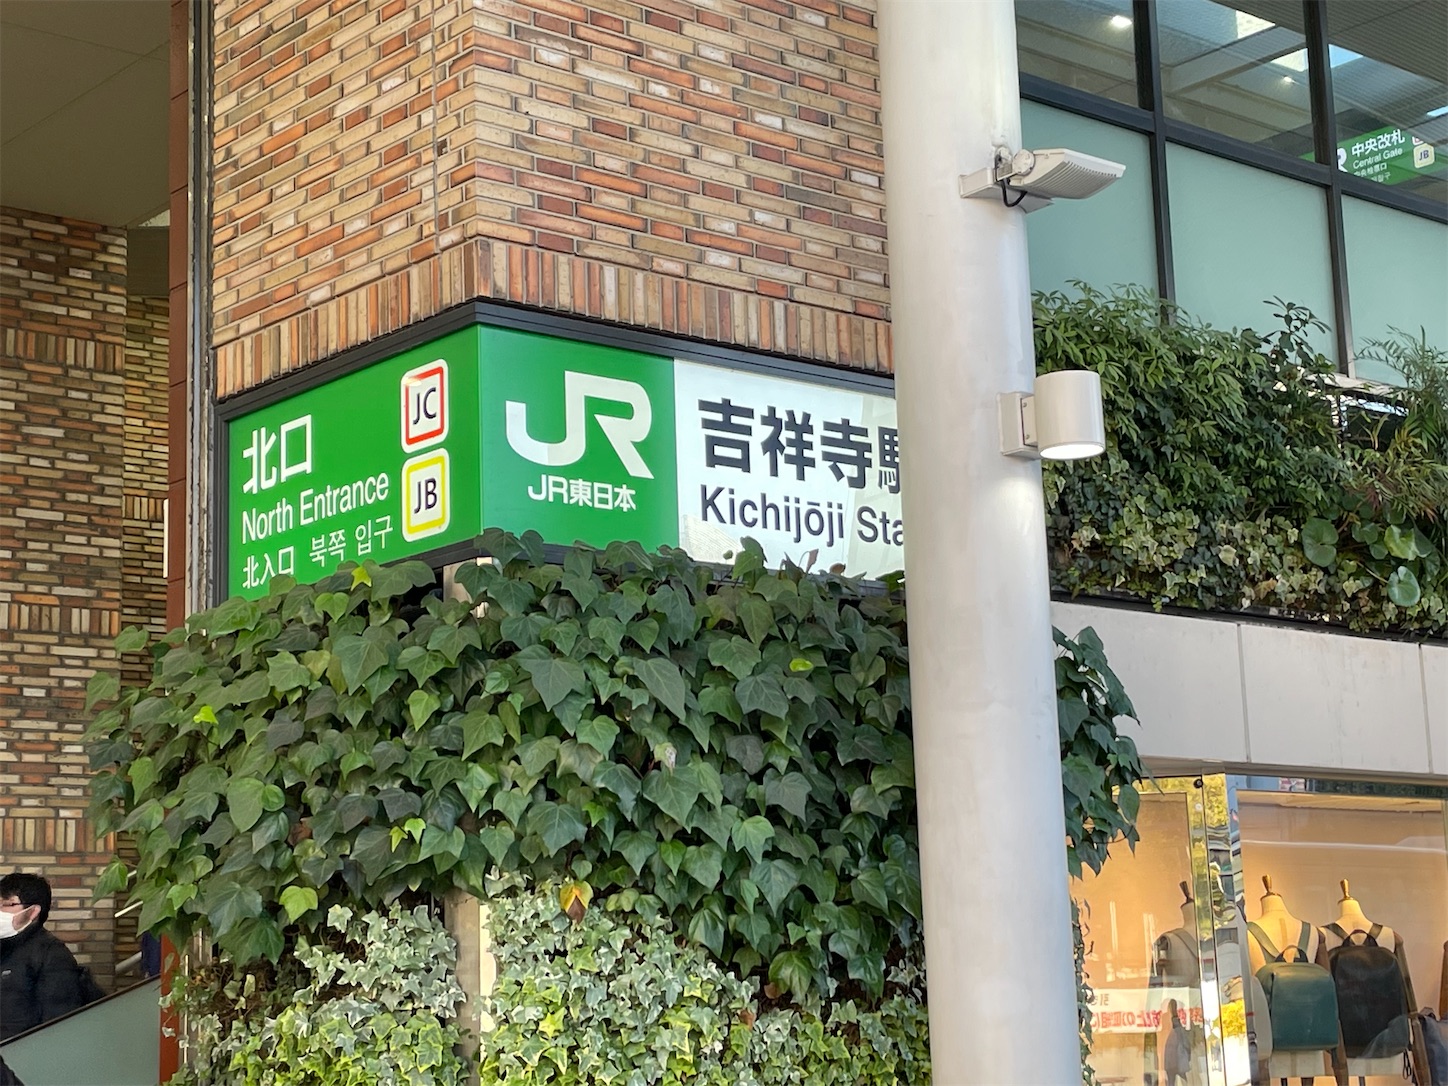 北口
North Entrance
北入口 북쪽 입구
JC
JB
JR
JR東日本
吉祥寺駅
Kichijōji Sta
中央改札
Central Gate
JB